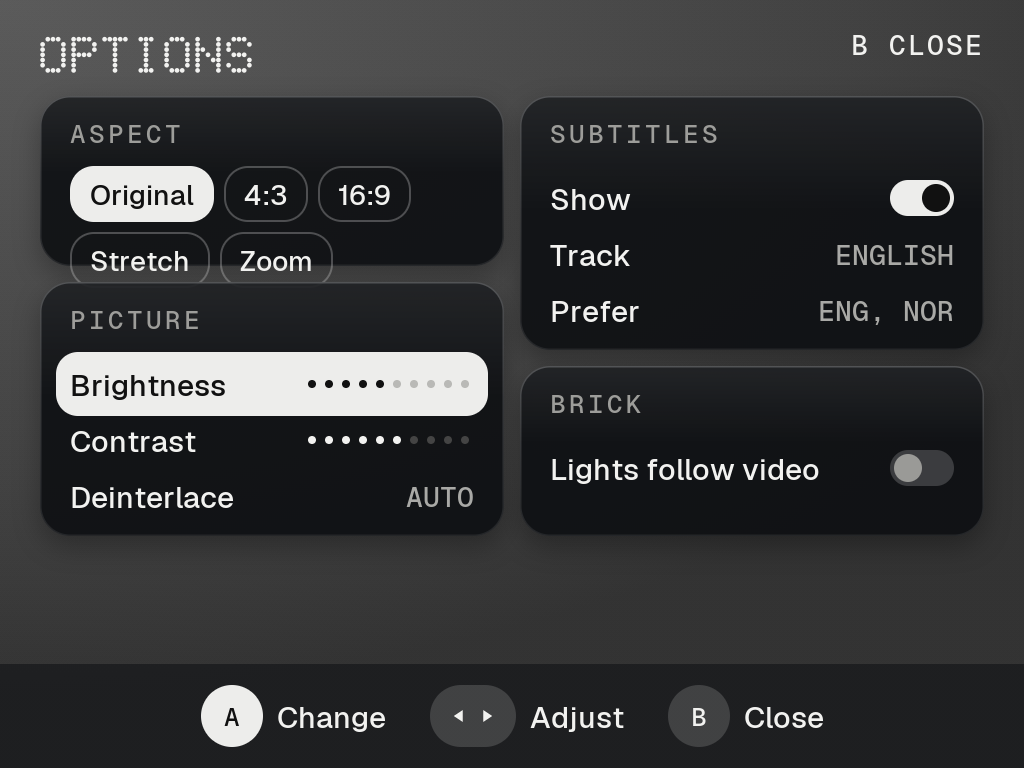 OPTIONS
B CLOSE
ASPECT
Original 4:3 16:9
Stretch Zoom
PICTURE
Brightness
Contrast
Deinterlace AUTO
SUBTITLES
Show
Track ENGLISH
Prefer ENG, NOR
BRICK
Lights follow video
A Change Adjust B Close